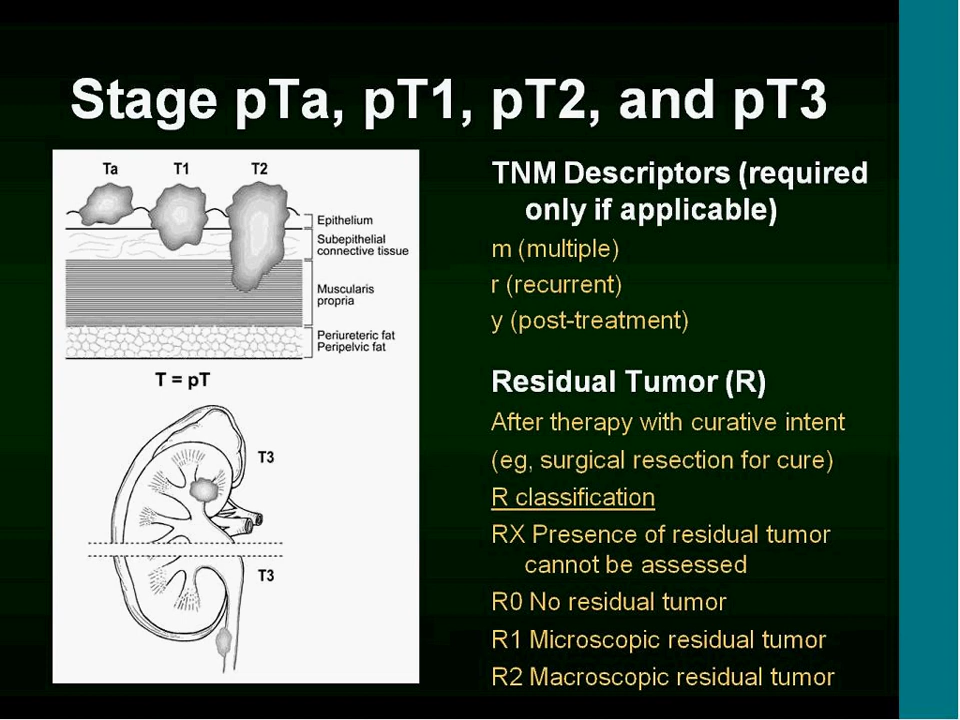 Stage pTa, pT1, pT2, and pT3
Ta T1 T2
Epithelium
Subepithelial
connective tissue
Muscularis
propria
Periureteric fat
Peripelvic fat
T = pT
T3
T3
TNM Descriptors (required
only if applicable)
m (multiple)
r (recurrent)
y (post-treatment)
Residual Tumor (R)
After therapy with curative intent
(eg, surgical resection for cure)
R classification
RX Presence of residual tumor
cannot be assessed
R0 No residual tumor
R1 Microscopic residual tumor
R2 Macroscopic residual tumor